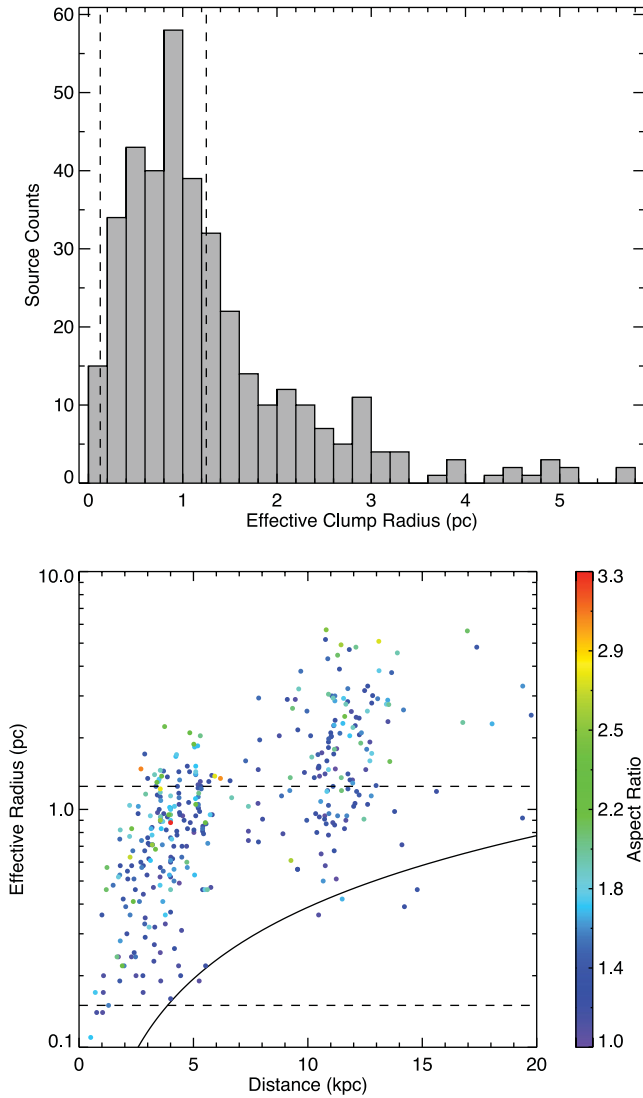 60
50
40
30
20
10
0
Source Counts
0 1 2 3 4 5
Effective Clump Radius (pc)
10.0
1.0
0.1
Effective Radius (pc)
0 5 10 15 20
Distance (kpc)
3.3
2.9
2.6
2.2
1.8
1.4
1.0
Aspect Ratio